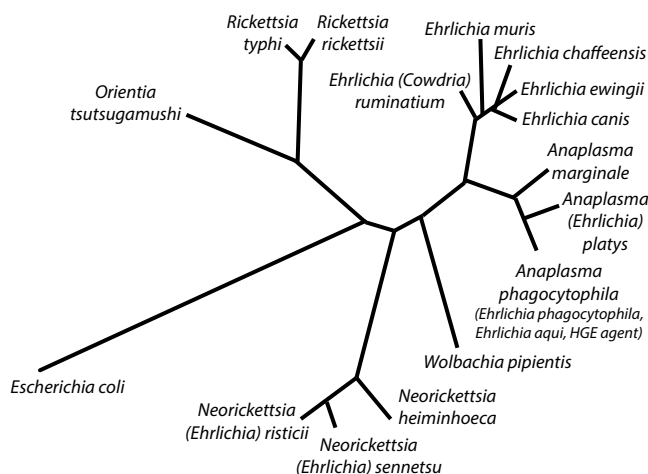 Rickettsia
typhi
Rickettsia
rickettsii
Orientia
tsutsugamushi
Ehrlichia muris
Ehrlichia chaffeensis
Ehrlichia (Cowdria)
ruminatium
Ehrlichia ewingii
Ehrlichia canis
Anaplasma
marginale
Anaplasma
(Ehrlichia)
platys
Anaplasma
phagocytophila
(Ehrlichia phagocytophila,
Ehrlichia aqui, HGE agent)
Wolbachia pipientis
Escherichia coli
Neorickettsia
(Ehrlichia) risticii
Neorickettsia
heiminhoeca
Neorickettsia
(Ehrlichia) sennetsu